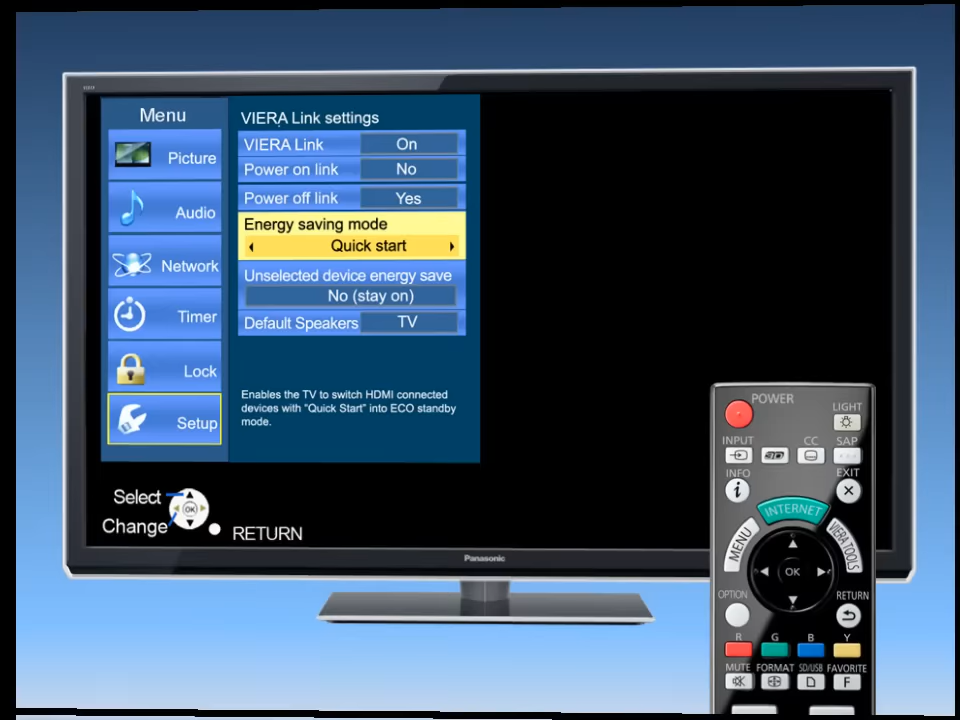 VIERA
Menu
Picture
Audio
Network
Timer
Lock
Setup
VIERA Link settings
VIERA Link On
Power on link No
Power off link Yes
Energy saving mode
Quick start
Unselected device energy save
No (stay on)
Default Speakers TV
Enables the TV to switch HDMI connected
devices with "Quick Start" into ECO standby
mode.
Select
Change
OK
RETURN
Panasonic
POWER
LIGHT
INPUT
3D
CC
SAP
INFO
i
EXIT
INTERNET
MENU
VIERA TOOLS
OK
OPTION
RETURN
R G B Y
MUTE FORMAT SD/USB FAVORITE
F